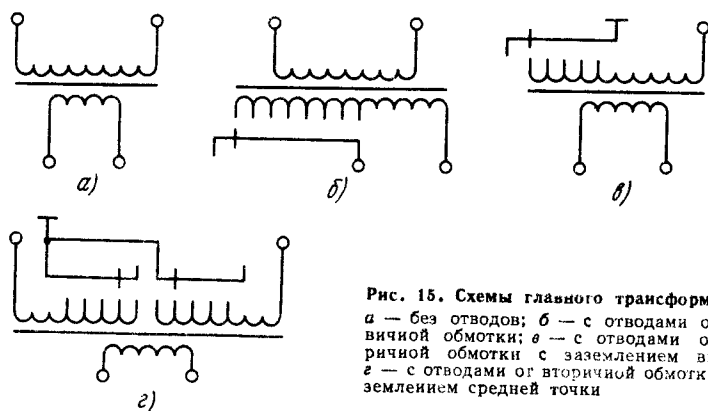 а)
б)
в)
г)
Рис. 15. Схемы главного трансформ
а — без отводов; б — с отводами о
вичной обмотки; в — с отводами о
ричной обмотки с заземлением в
г — с отводами от вторичной обмотк
землением средней точки